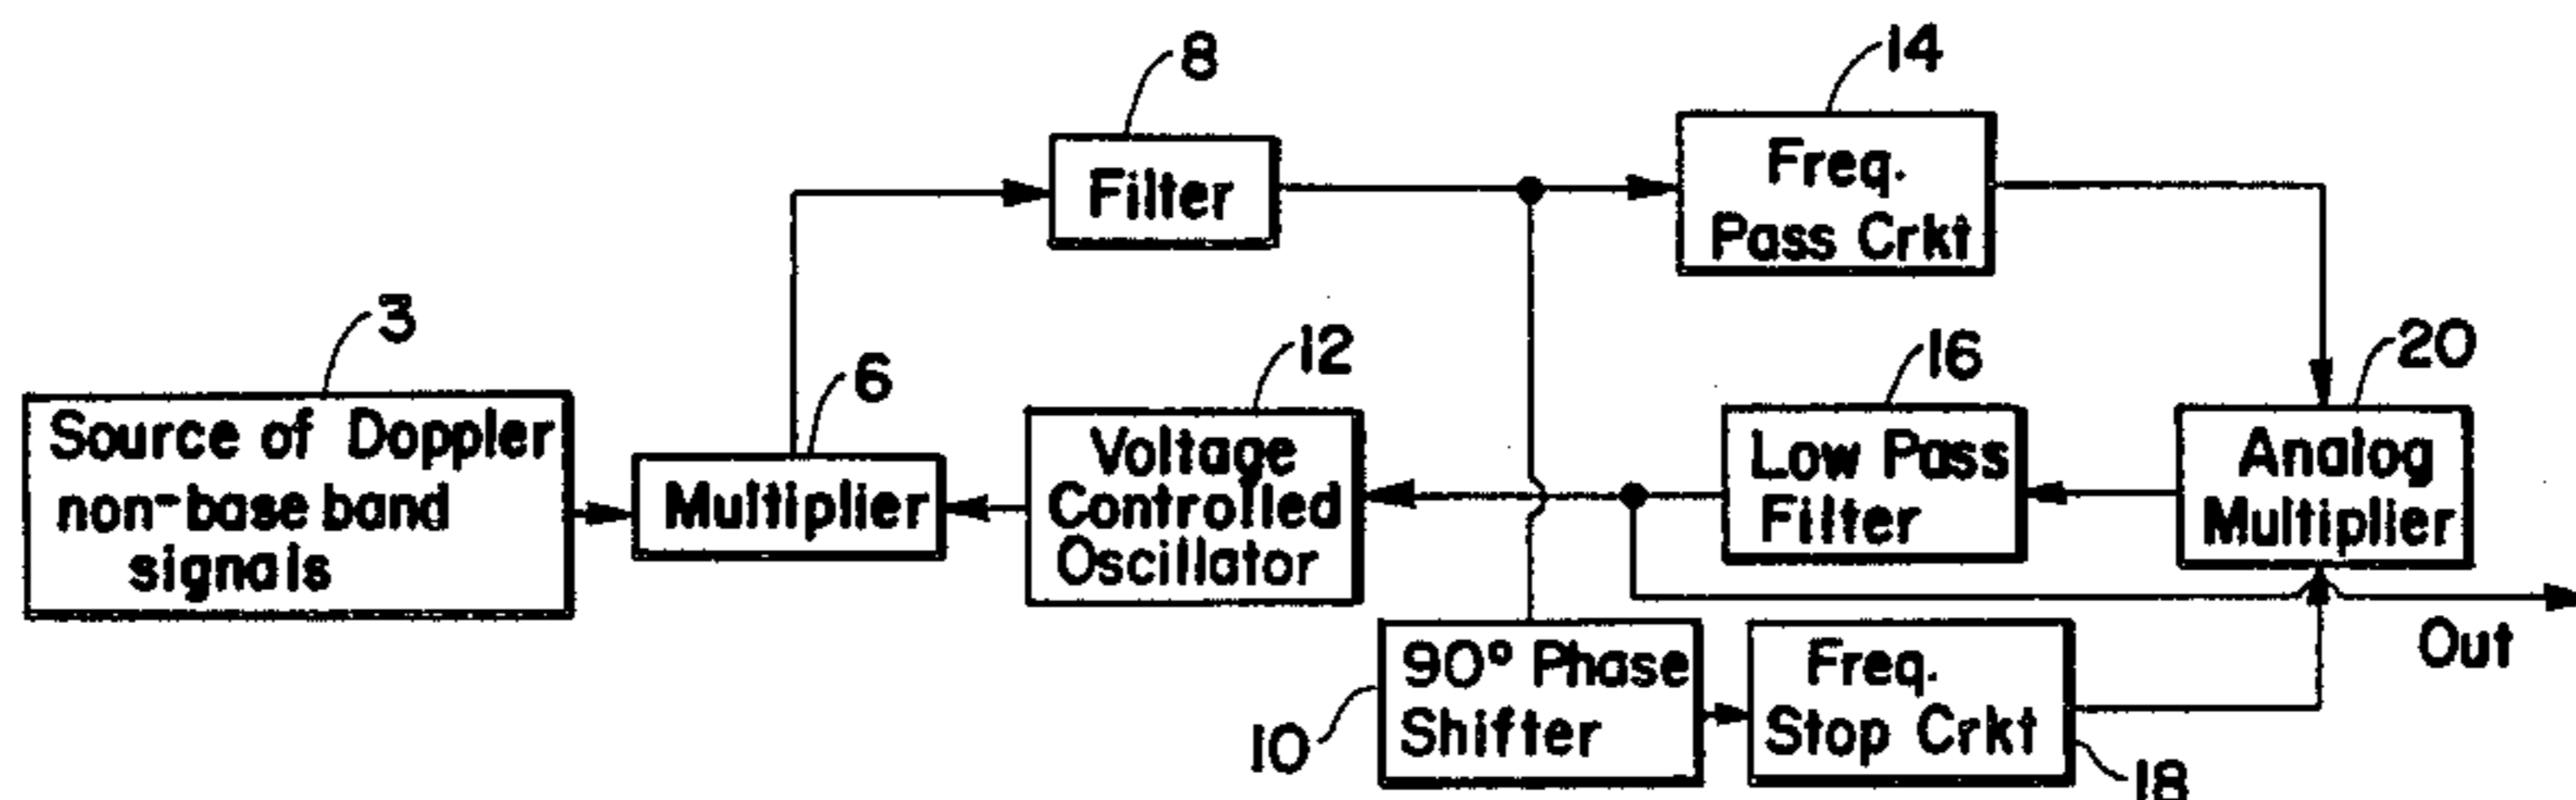 8
14
Filter
Freq.
Pass Crkt
3
6
12
16
20
Source of Doppler
non-base band
signals
Multiplier
Voltage
Controlled
Oscillator
Low Pass
Filter
Analog
Multiplier
Out
10
90° Phase
Shifter
Freq.
Stop Crkt
18